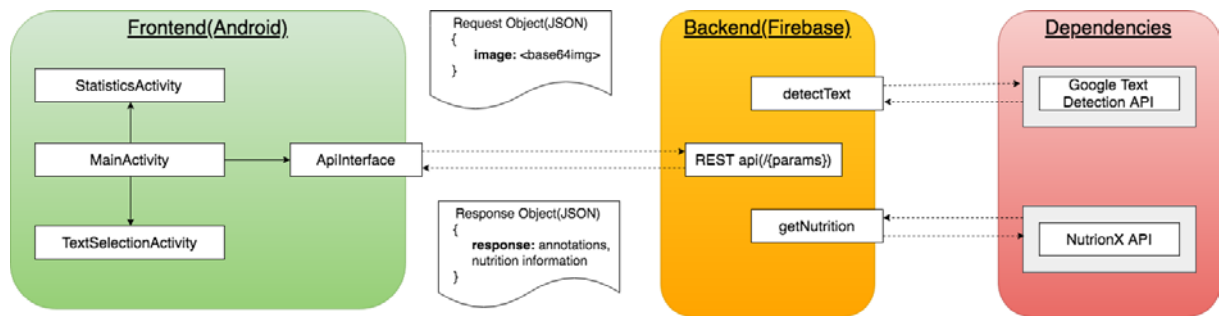 Frontend(Android)
StatisticsActivity
MainActivity
ApiInterface
TextSelectionActivity
Request Object(JSON)
{
image: <base64img>
}
Response Object(JSON)
{
response: annotations,
nutrition information
}
Backend(Firebase)
detectText
REST api(/{params})
getNutrition
Dependencies
Google Text
Detection API
NutrionX API